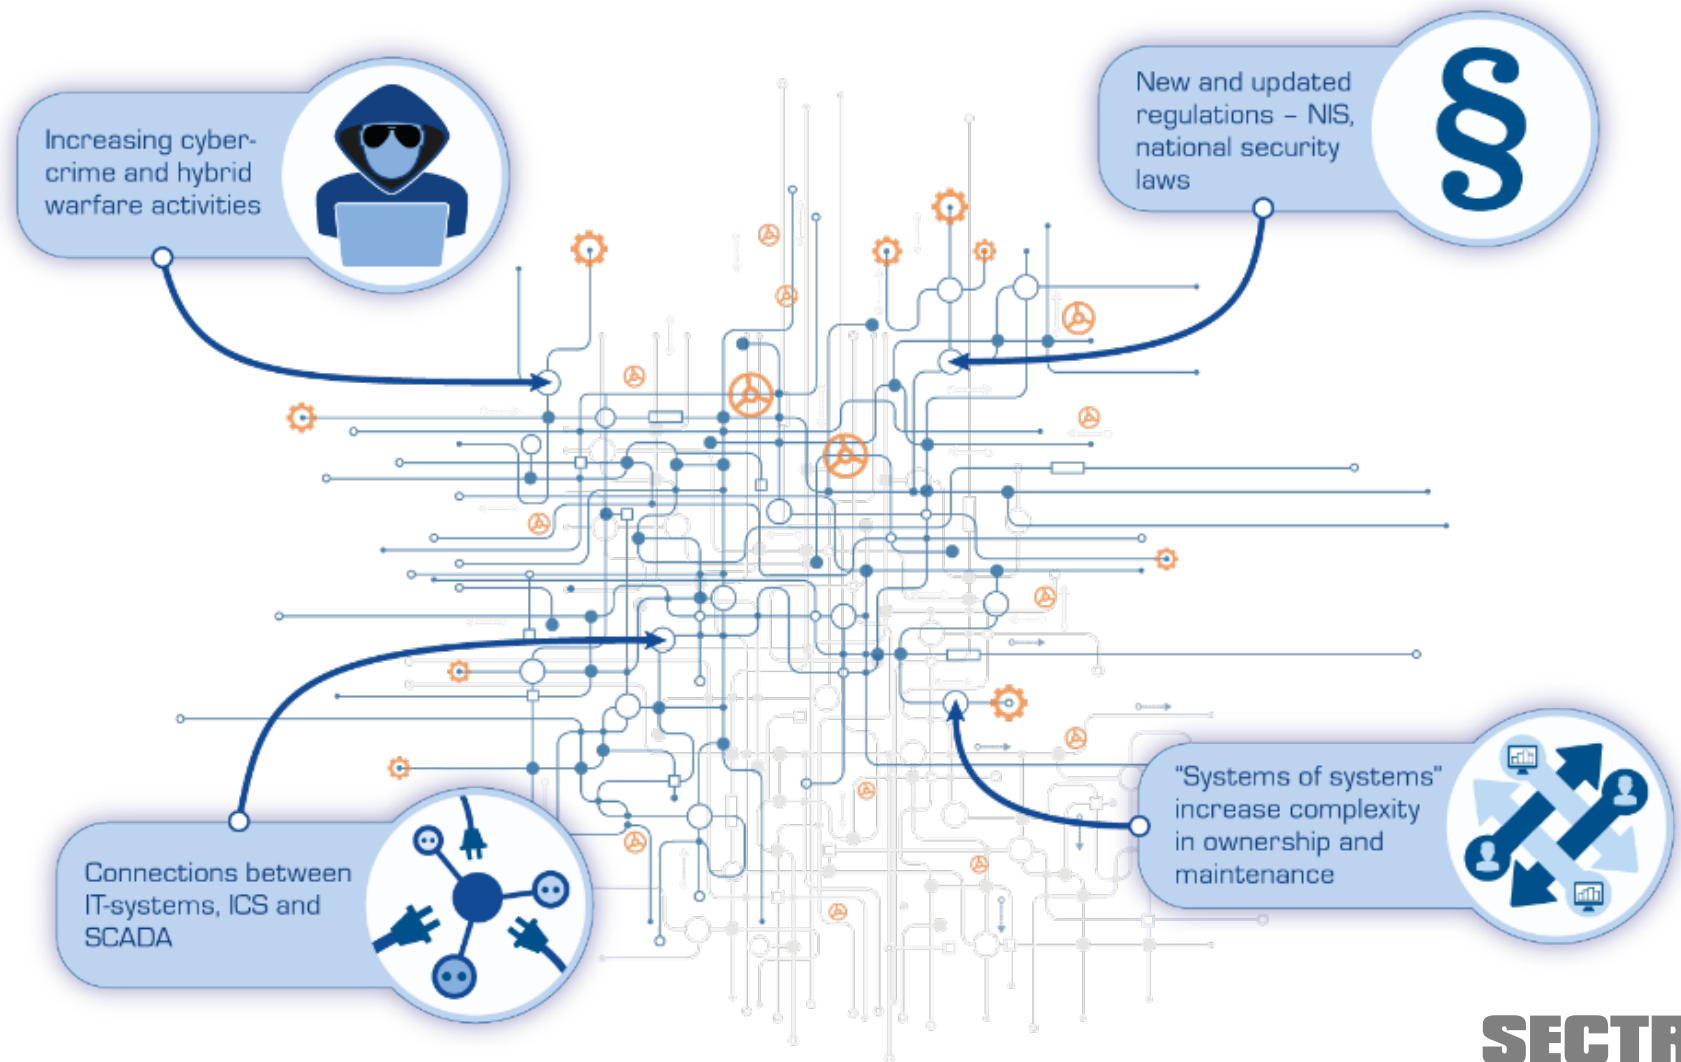 Increasing cyber-
crime and hybrid
warfare activities
New and updated
regulations – NIS,
national security
laws
§
Connections between
IT-systems, ICS and
SCADA
“Systems of systems”
increase complexity
in ownership and
maintenance
SECTR